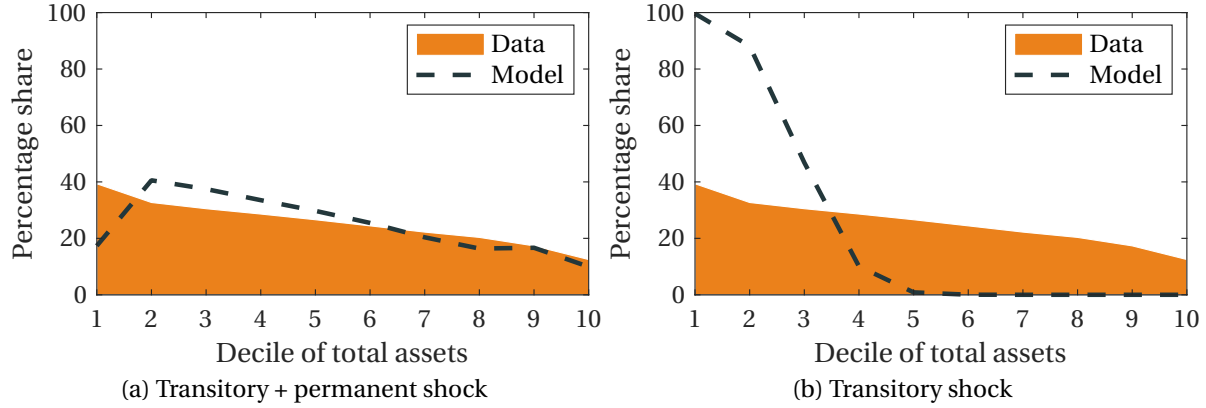 100
80
60
40
20
0
Percentage share
Data
Model
1 2 3 4 5 6 7 8 9 10
Decile of total assets
(a) Transitory + permanent shock
100
80
60
40
20
0
Percentage share
Data
Model
1 2 3 4 5 6 7 8 9 10
Decile of total assets
(b) Transitory shock